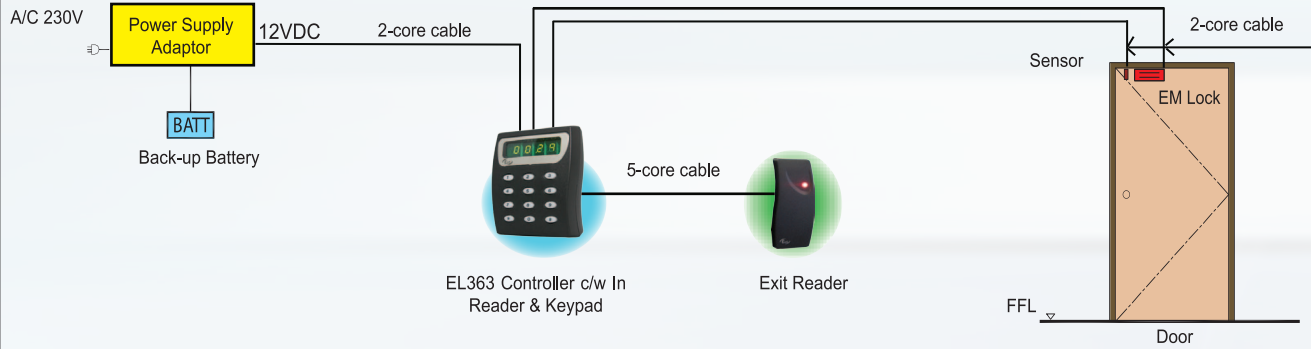 A/C 230V
Power Supply
Adaptor
12VDC
2-core cable
2-core cable
Sensor
EM Lock
BATT
Back-up Battery
0029
5-core cable
EL363 Controller c/w In
Reader & Keypad
Exit Reader
FFL
Door